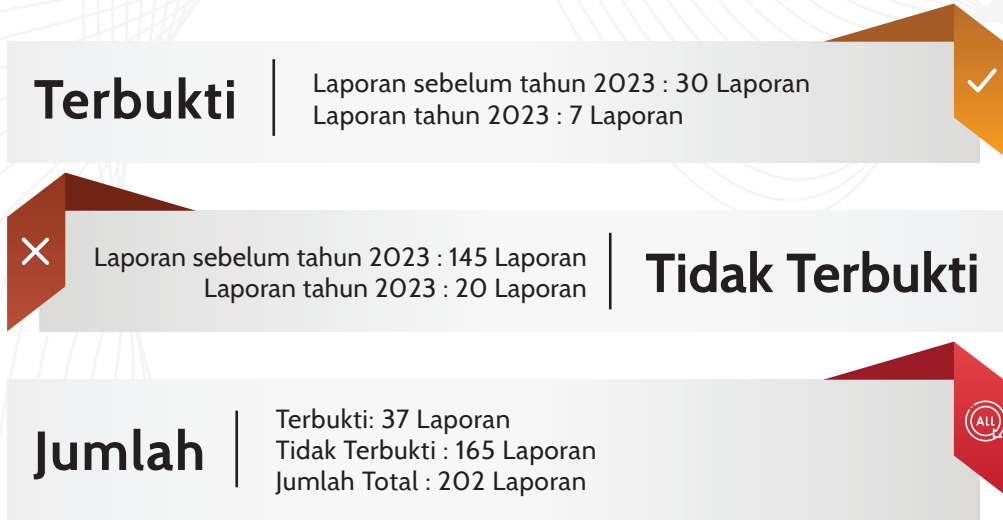 Terbukti
Laporan sebelum tahun 2023 : 30 Laporan
Laporan tahun 2023 : 7 Laporan
Laporan sebelum tahun 2023 : 145 Laporan
Laporan tahun 2023 : 20 Laporan
Tidak Terbukti
Jumlah
Terbukti: 37 Laporan
Tidak Terbukti : 165 Laporan
Jumlah Total : 202 Laporan
ALL